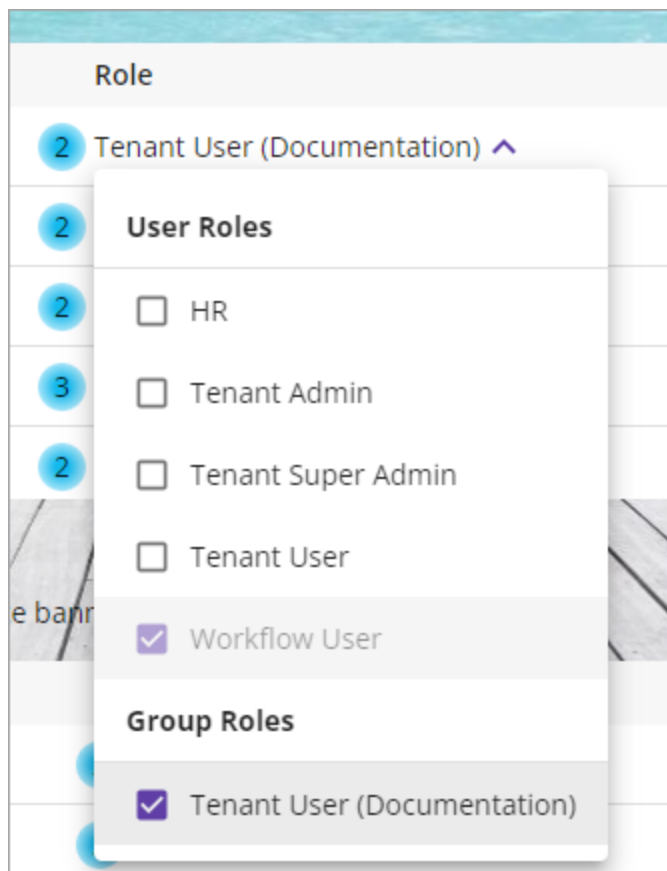 Role
2 Tenant User (Documentation)
2
User Roles
2
HR
3
Tenant Admin
2
Tenant Super Admin
Tenant User
e bann
Workflow User
Group Roles
Tenant User (Documentation)